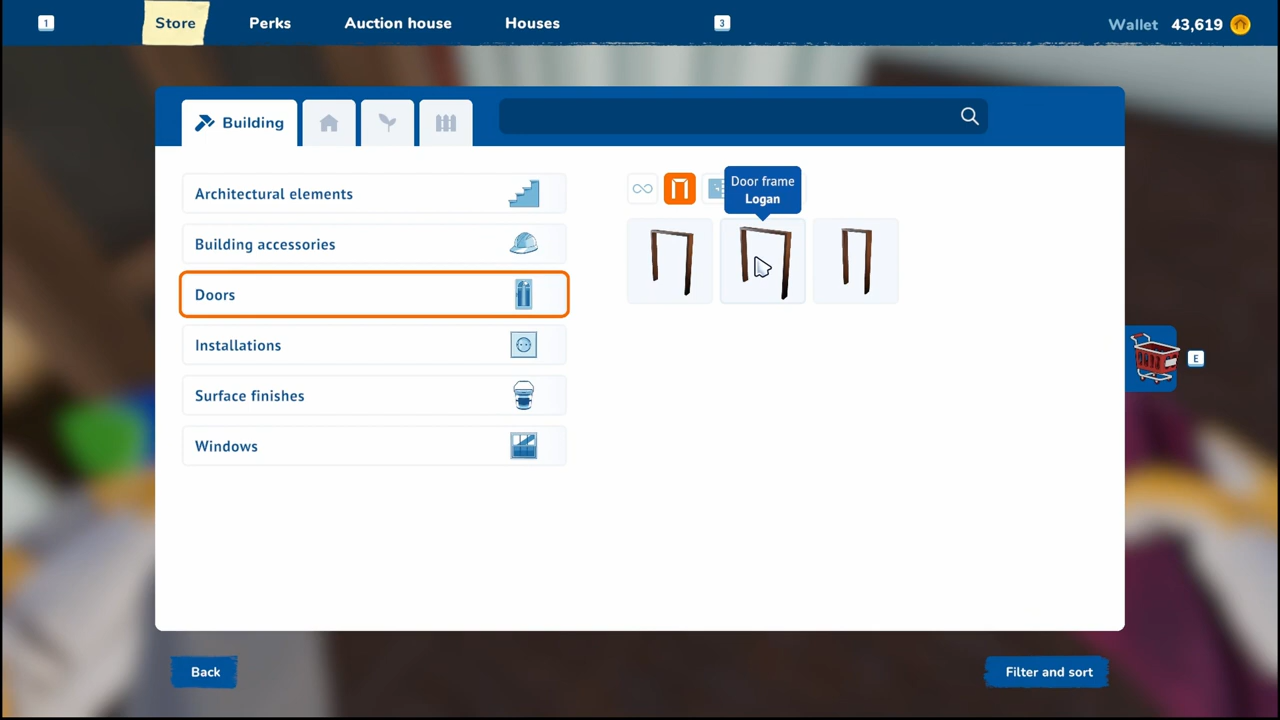 1
Store
Perks
Auction house
Houses
3
Wallet 43,619
Building
Architectural elements
Building accessories
Doors
Installations
Surface finishes
Windows
Door frame
Logan
E
Back
Filter and sort